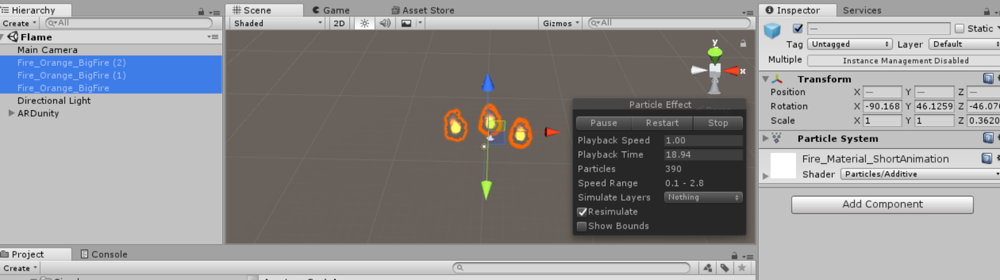 Hierarchy
Create
All
Flame
Main Camera
Fire_Orange_BigFire (2)
Fire_Orange_BigFire (1)
Fire_Orange_BigFire
Directional Light
ARDunity
Scene
Game
Asset Store
Shaded
2D
Gizmos
All
y
x
Particle Effect
Pause
Restart
Stop
Playback Speed 1.00
Playback Time 18.94
Particles 390
Speed Range 0.1 - 2.8
Simulate Layers Nothing
Resimulate
Show Bounds
Inspector
Services
—
Static
Tag Untagged Layer Default
Multiple Instance Management Disabled
Transform
Position X — Y — Z —
Rotation X -90.168 Y 46.1259 Z -46.07
Scale X 1 Y 1 Z 0.3620
Particle System
Fire_Material_ShortAnimation
Shader Particles/Additive
Add Component
Project
Console
Create